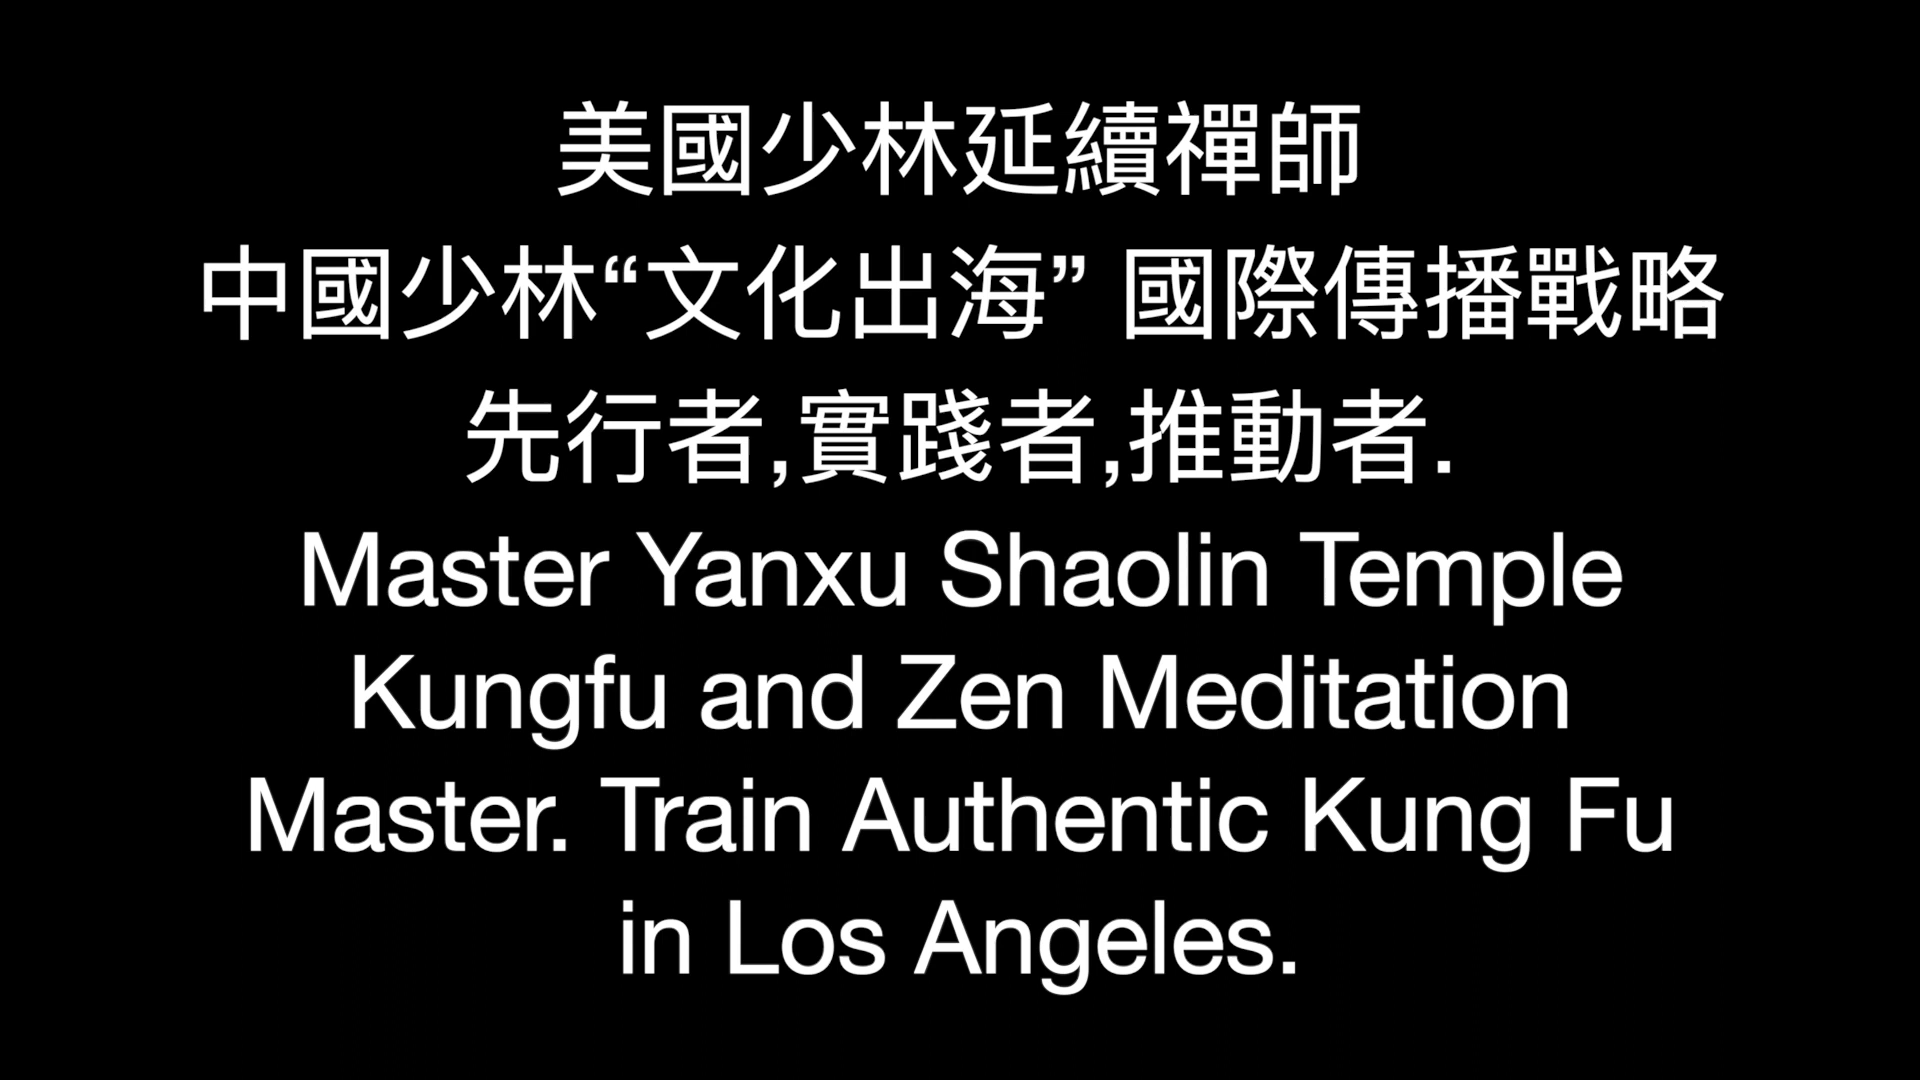 美國少林延續禪師
中國少林“文化出海” 國際傳播戰略
先行者,實踐者,推動者.
Master Yanxu Shaolin Temple
Kungfu and Zen Meditation
Master. Train Authentic Kung Fu
in Los Angeles.